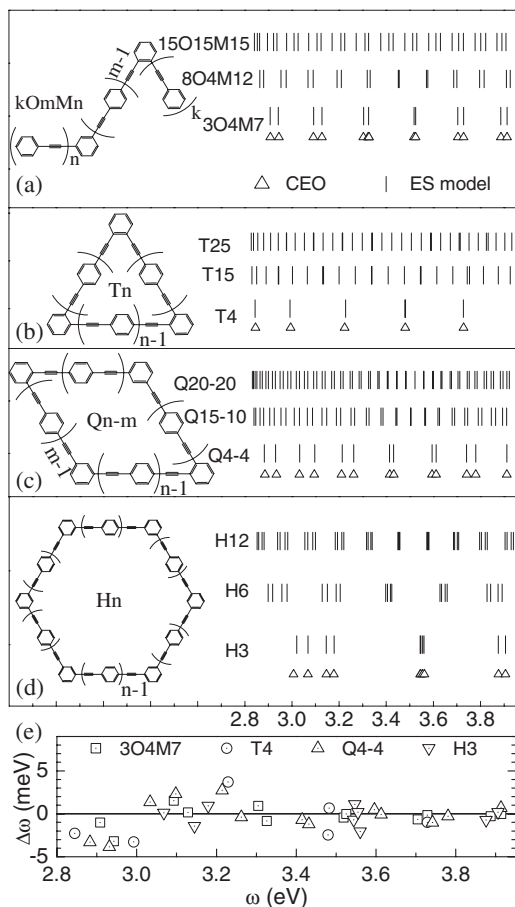 15O15M15
m-1
8O4M12
kOmMn
k
3O4M7
n
(a)
△ CEO | ES model
T25
T15
Tn
T4
(b)
n-1
Q20-20
Qn-m
Q15-10
m-1
Q4-4
(c)
n-1
H12
Hn
H6
H3
n-1
(d)
2.8 3.0 3.2 3.4 3.6 3.8
(e)
□ 3O4M7 ○ T4 △ Q4-4 ▽ H3
Δω (meV)
5
0
-5
2.8 3.0 3.2 3.4 3.6 3.8
ω (eV)